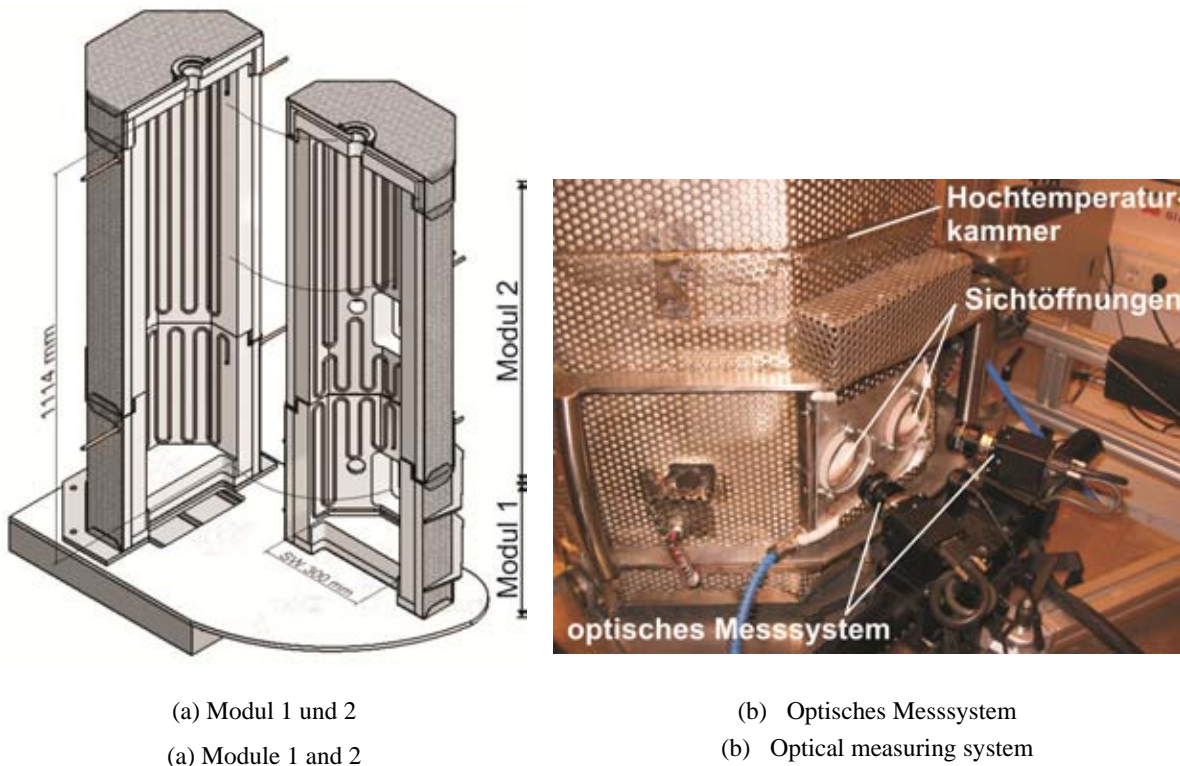 1114 mm
Modul 2
Modul 1
SW 300 mm
Hochtemperatur-
kammer
Sichtöffnungen
optisches Messsystem
(a) Modul 1 und 2
(a) Module 1 and 2
(b) Optisches Messsystem
(b) Optical measuring system